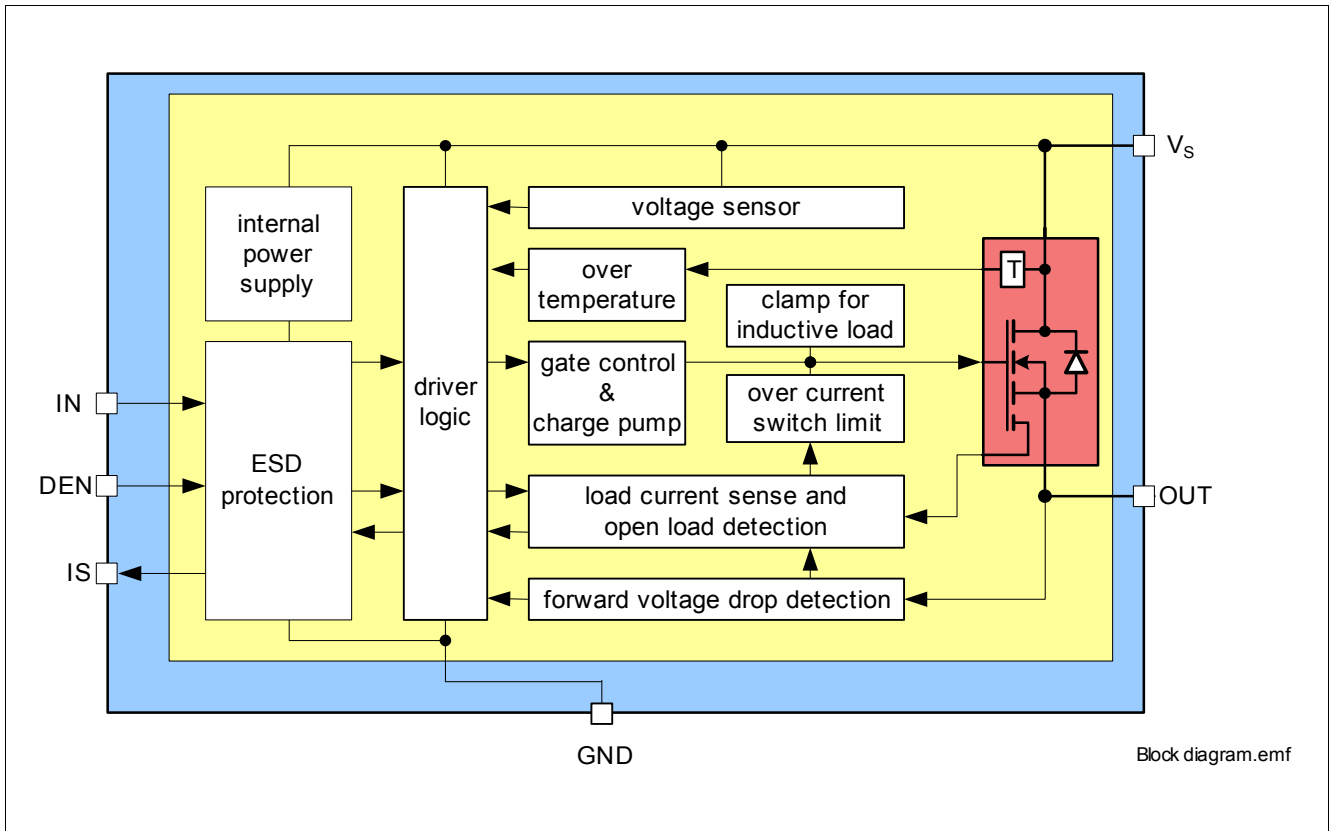 V_S
voltage sensor
internal
power
supply
over
temperature
T
clamp for
inductive load
gate control
&
charge pump
driver
logic
over current
switch limit
IN
ESD
protection
DEN
load current sense and
open load detection
OUT
IS
forward voltage drop detection
GND
Block diagram.emf